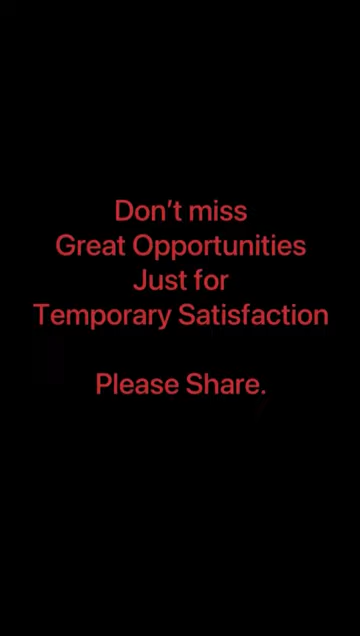 Don't miss
Great Opportunities
Just for
Temporary Satisfaction
Please Share.